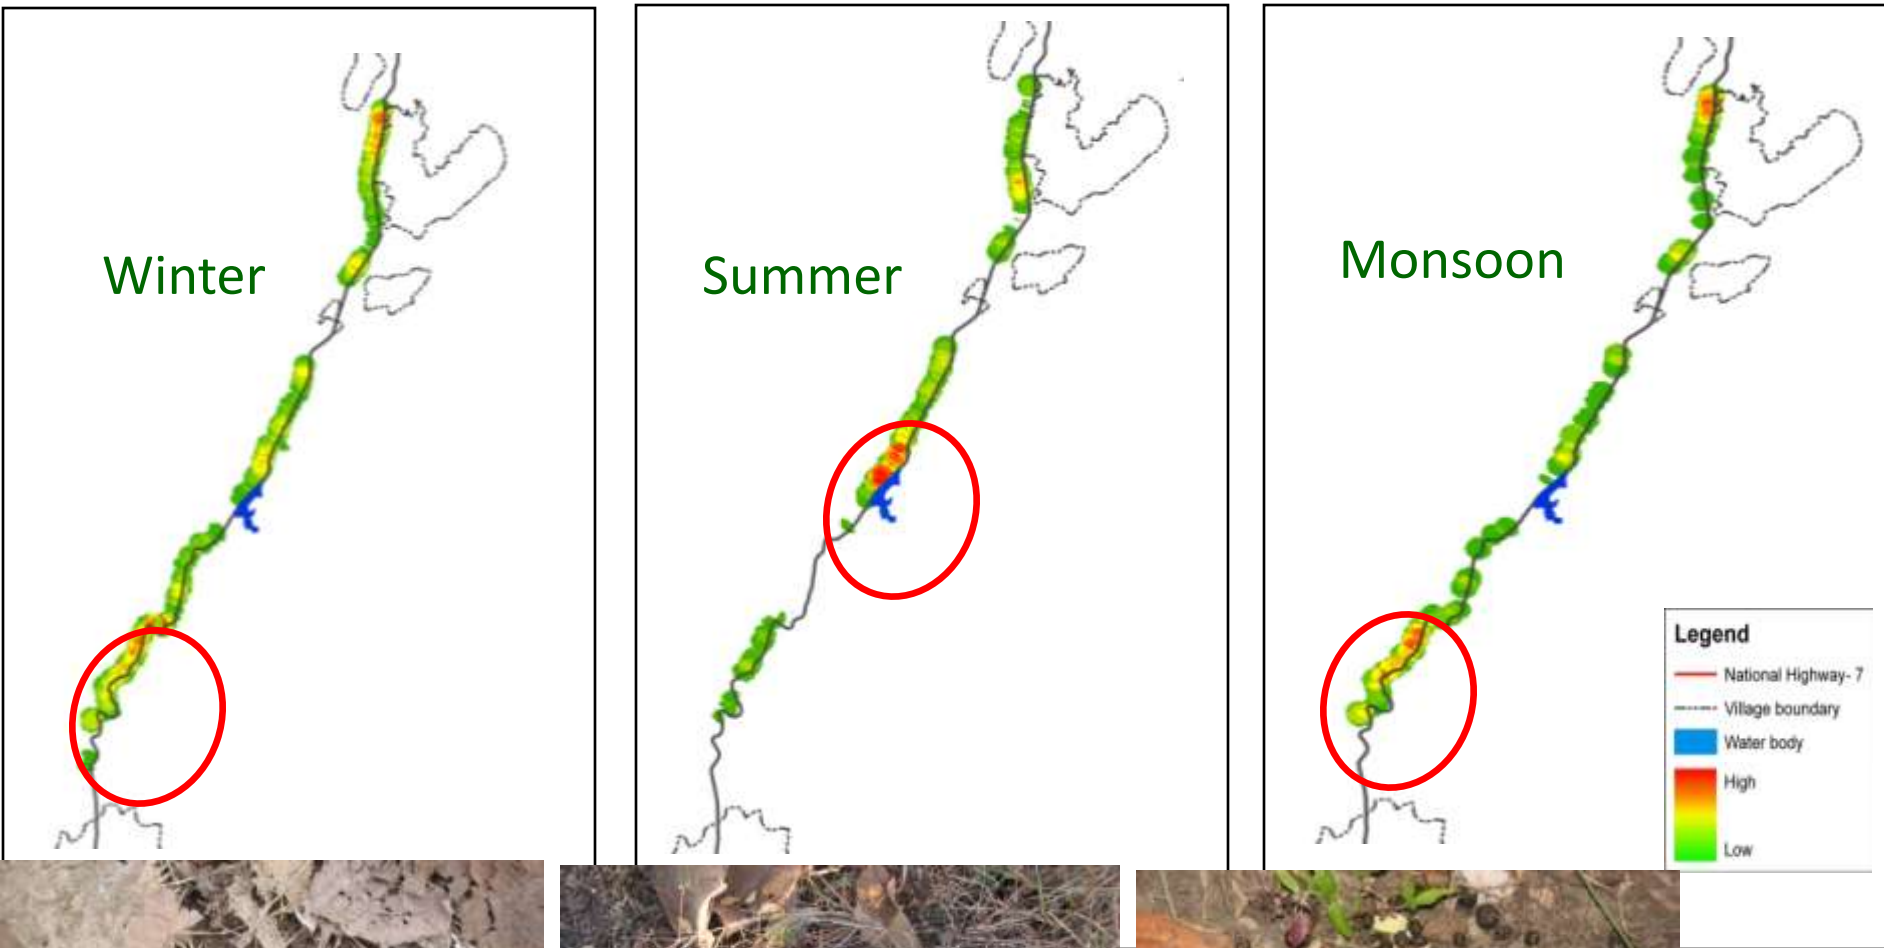 Winter
Summer
Monsoon
Legend
National Highway- 7
Village boundary
Water body
High
Low